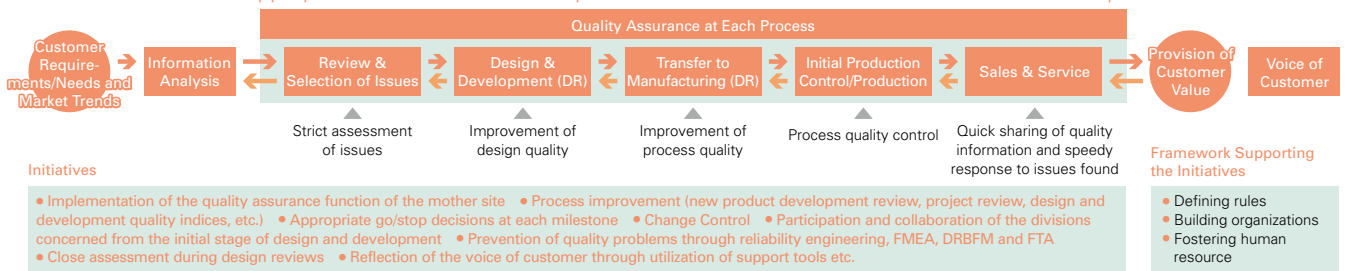 Quality Assurance at Each Process
Customer
Require-
ments/Needs and
Market Trends
Information
Analysis
Review &
Selection of Issues
Design &
Development (DR)
Transfer to
Manufacturing (DR)
Initial Production
Control/Production
Sales & Service
Provision of
Customer
Value
Voice of
Customer
Strict assessment
of issues
Improvement of
design quality
Improvement of
process quality
Process quality control
Quick sharing of quality
information and speedy
response to issues found
Initiatives
● Implementation of the quality assurance function of the mother site ● Process improvement (new product development review, project review, design and
development quality indices, etc.) ● Appropriate go/stop decisions at each milestone ● Change Control ● Participation and collaboration of the divisions
concerned from the initial stage of design and development ● Prevention of quality problems through reliability engineering, FMEA, DRBFM and FTA
● Close assessment during design reviews ● Reflection of the voice of customer through utilization of support tools etc.
Framework Supporting
the Initiatives
● Defining rules
● Building organizations
● Fostering human
resource